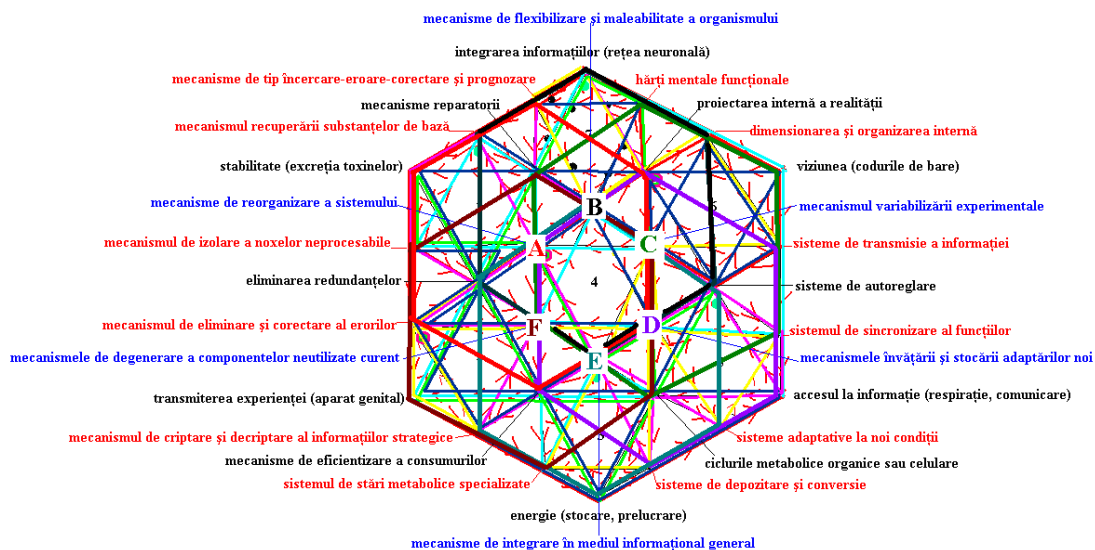 mecanisme de flexibilizare și maleabilitate a organismului
integrarea informațiilor (rețea neuronală)
mecanisme de tip încercare-eroare-corectare și prognozare
hărți mentale funcționale
mecanisme reparatorii
proiectarea internă a realității
mecanismul recuperării substanțelor de bază
dimensionarea și organizarea internă
stabilitate (excreția toxinelor)
viziunea (codurile de bare)
mecanisme de reorganizare a sistemului
B
mecanismul variabilizării experimentale
mecanismul de izolare a noxelor neprocesabile
A
C
sisteme de transmisie a informației
eliminarea redundanțelor
4
sisteme de autoreglare
mecanismul de eliminare și corectare al erorilor
F
D
sistemul de sincronizare al funcțiilor
mecanismele de degenerare a componentelor neutilizate curent
E
mecanismele învățării și stocării adaptărilor noi
transmiterea experienței (aparat genital)
accesul la informație (respirație, comunicare)
mecanismul de criptare și decriptare al informațiilor strategice
sisteme adaptative la noi condiții
mecanisme de eficientizare a consumurilor
ciclurile metabolice organice sau celulare
sistemul de stări metabolice specializate
sisteme de depozitare și conversie
energie (stocare, prelucrare)
mecanisme de integrare în mediul informațional general